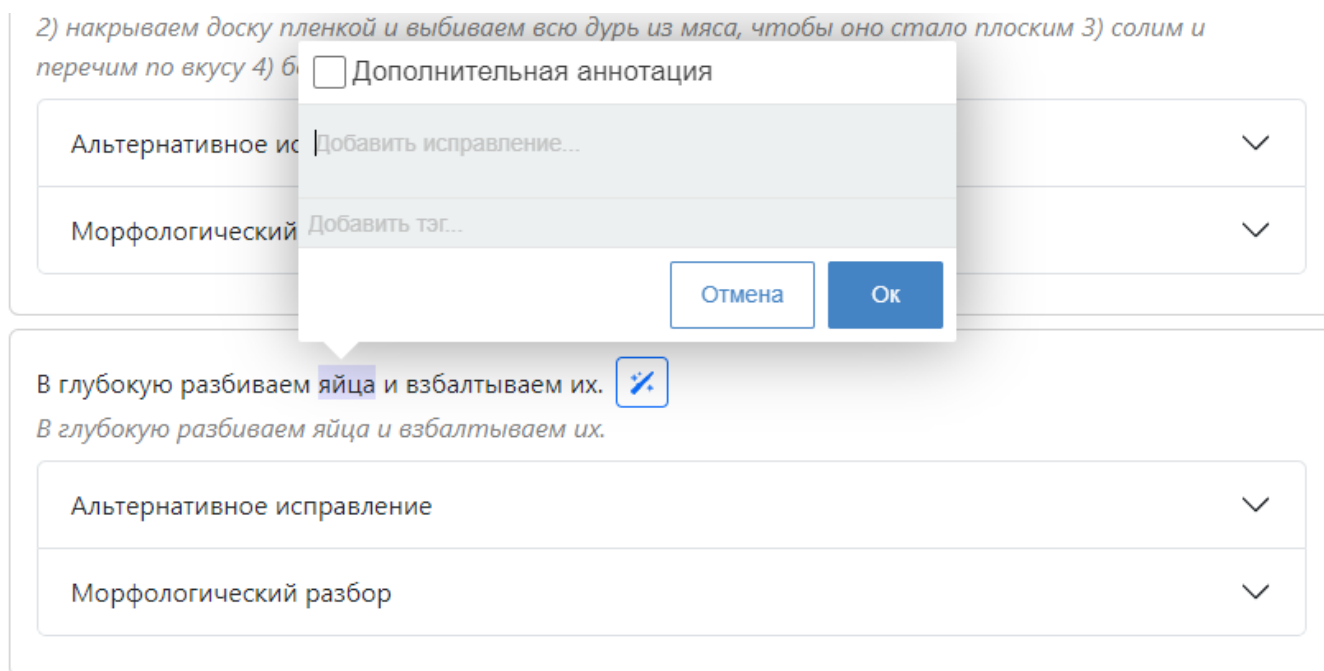 2) накрываем доску пленкой и выбиваем всю дурь из мяса, чтобы оно стало плоским 3) солим и
перечим по вкусу 4)
Дополнительная аннотация
Альтернативное
Добавить исправление...
Морфологический
Добавить тэг...
Отмена
Ок
В глубокую разбиваем яйца и взбалтываем их.
В глубокую разбиваем яйца и взбалтываем их.
Альтернативное исправление
Морфологический разбор